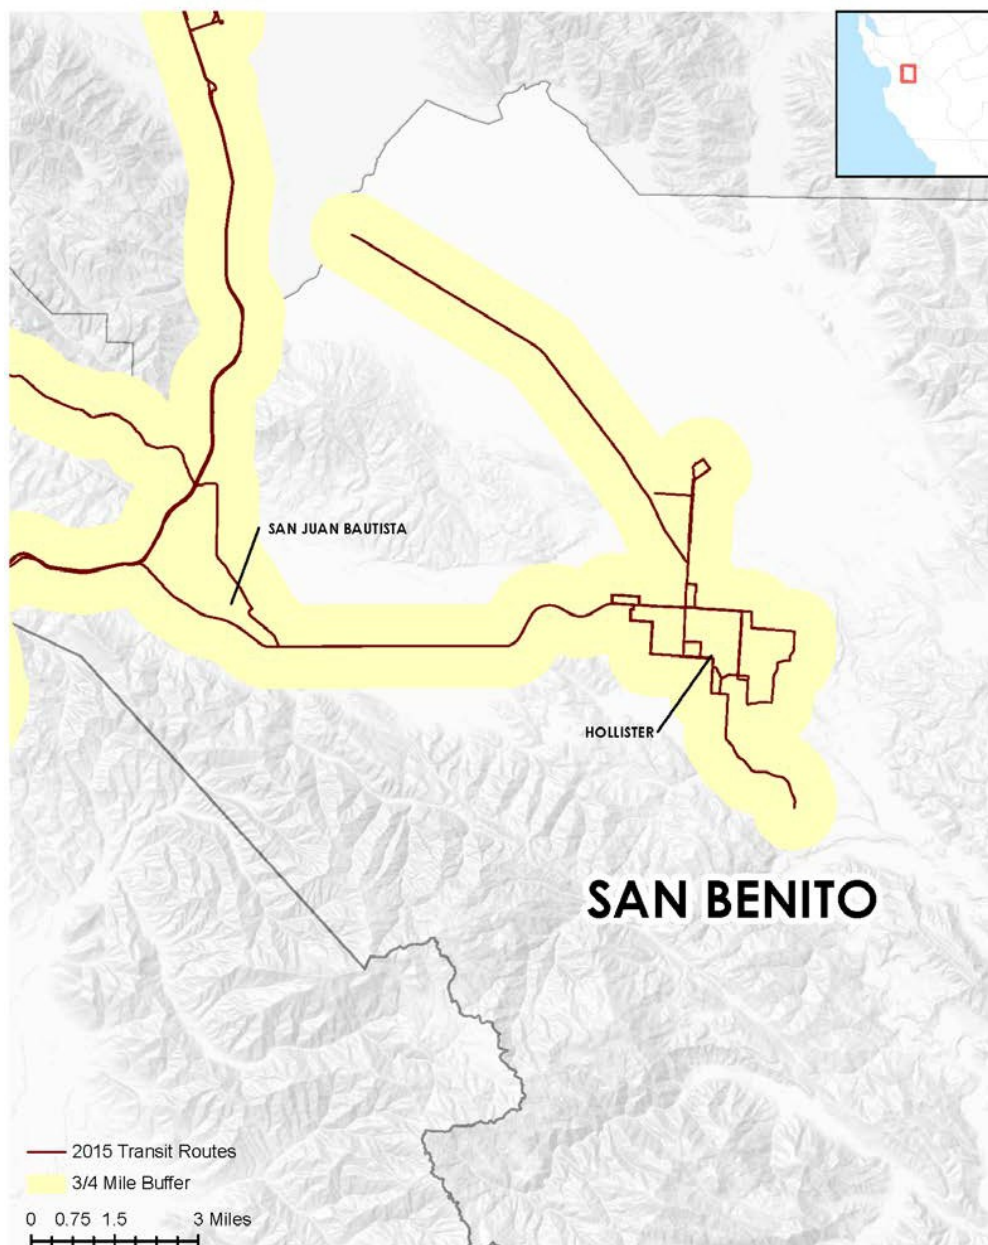 SAN JUAN BAUTISTA
HOLLISTER
SAN BENITO
2015 Transit Routes
3/4 Mile Buffer
0 0.75 1.5 3 Miles